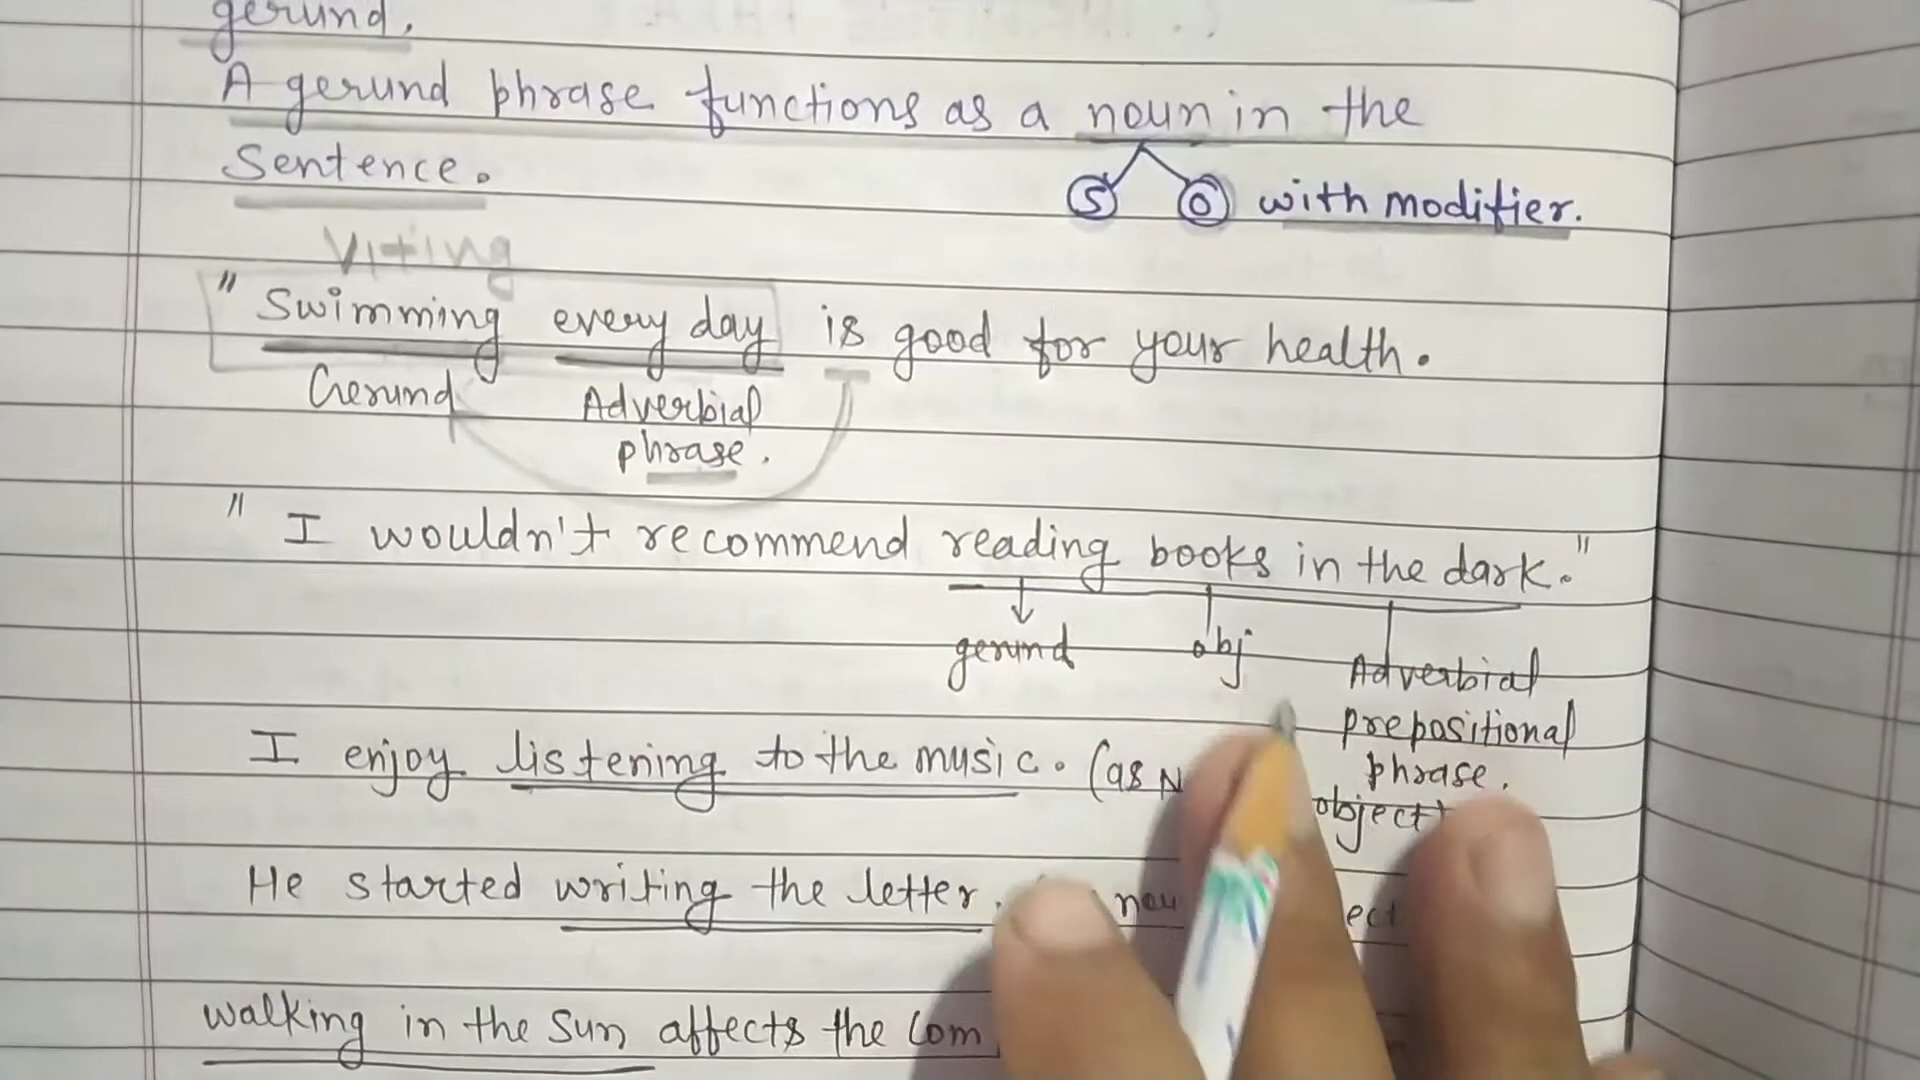 gerund.
A gerund phrase functions as a noun in the
Sentence.
S O with modifier.
V1+ing
"Swimming every day is good for your health.
Gerund Adverbial
phrase.
"I wouldn't recommend reading books in the dark."
gerund obj Adverbial
prepositional
phrase.
I enjoy listening to the music. (as N
object)
He started writing the letter.
walking in the sun affects the